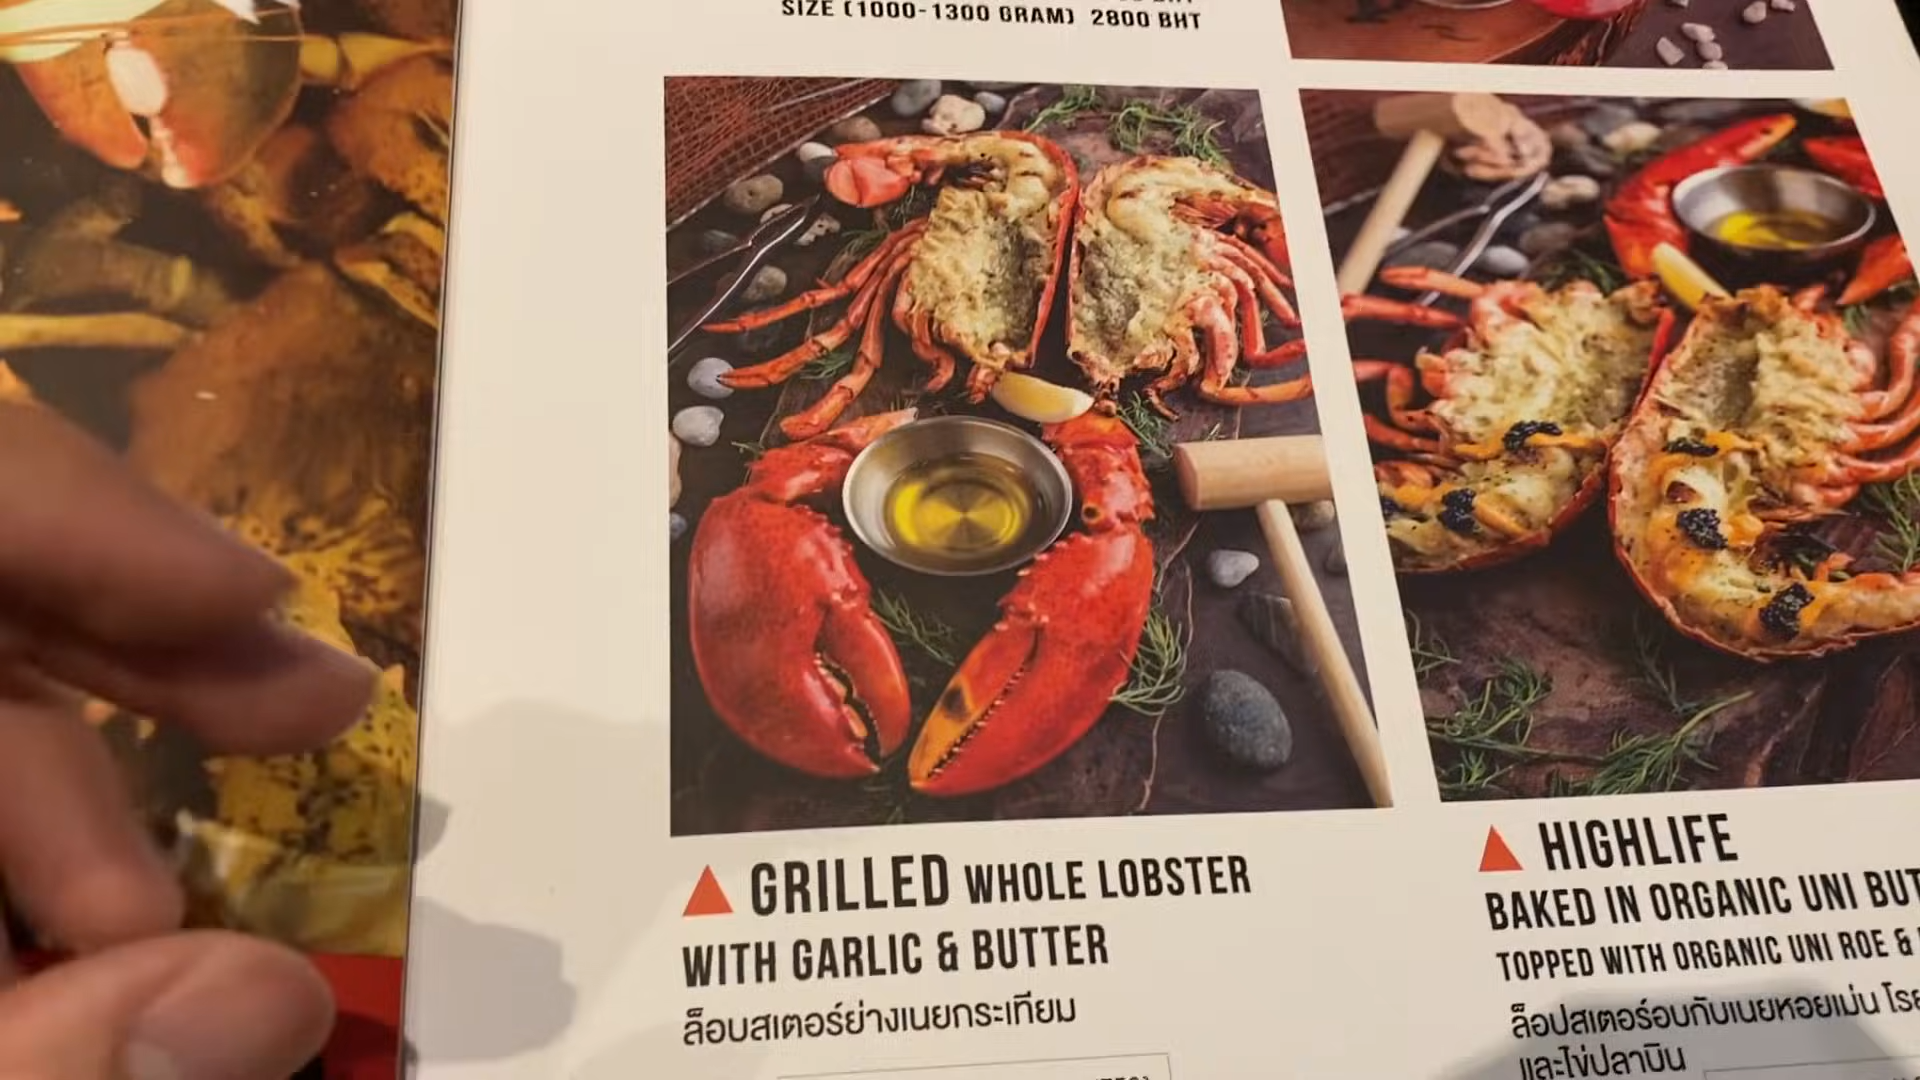 SIZE (1000-1300 GRAM) 2800 BHT
GRILLED WHOLE LOBSTER
WITH GARLIC & BUTTER
ล็อบสเตอร์ย่างเนยกระเทียม
HIGHLIFE
BAKED IN ORGANIC UNI
TOPPED WITH ORGANIC UNI ROE &
ล็อปสเตอร์อบกับเนยหอยเม่น
และไข่ปลาบิน